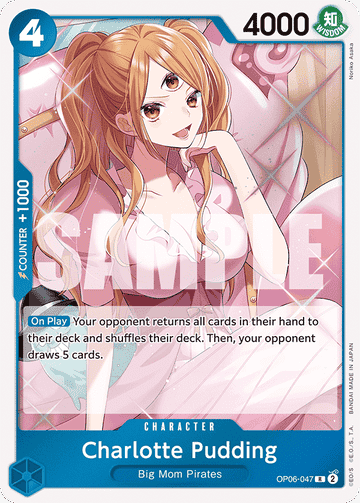 4
4000
知
WISDOM
Noriko Asaka
COUNTER +1000
SAMPLE
On Play Your opponent returns all cards in their hand to
their deck and shuffles their deck. Then, your opponent
draws 5 cards.
CHARACTER
Charlotte Pudding
Big Mom Pirates
OP06-047 R 2
©E.O./S., T.A. BANDAI MADE IN JAPAN